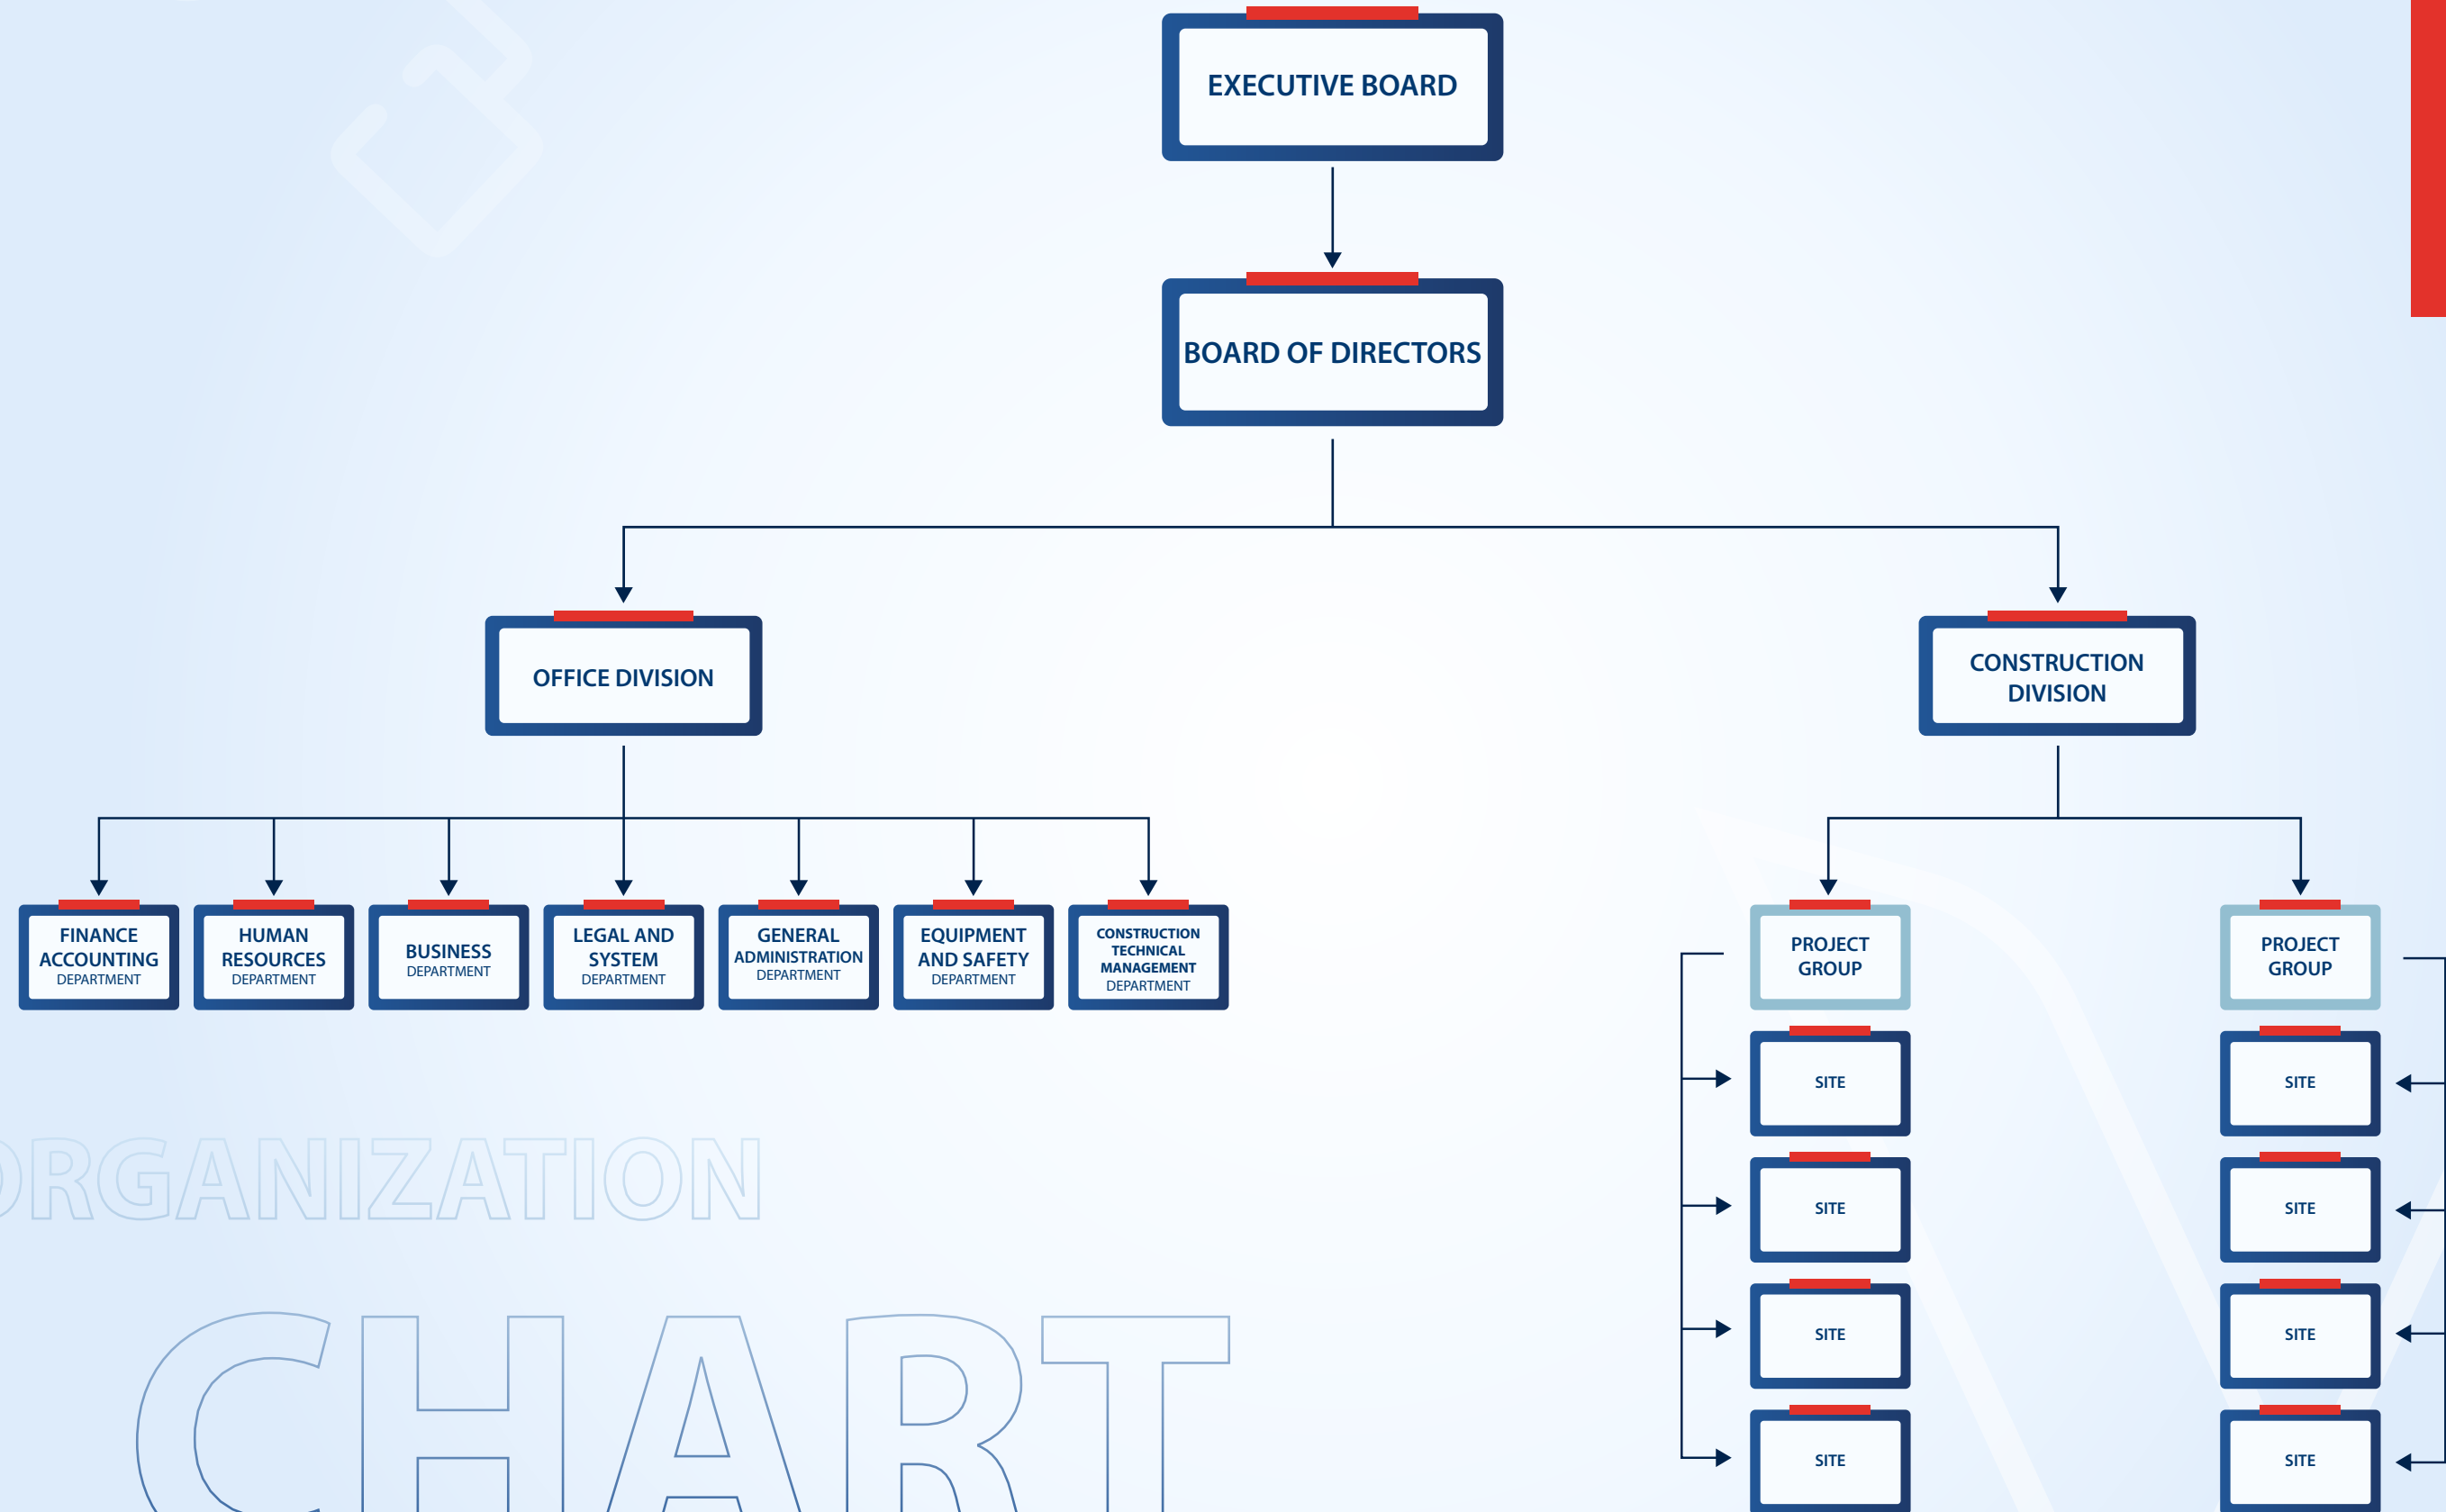 EXECUTIVE BOARD
BOARD OF DIRECTORS
OFFICE DIVISION
CONSTRUCTION
DIVISION
FINANCE
ACCOUNTING
DEPARTMENT
HUMAN
RESOURCES
DEPARTMENT
BUSINESS
DEPARTMENT
LEGAL AND
SYSTEM
DEPARTMENT
GENERAL
ADMINISTRATION
DEPARTMENT
EQUIPMENT
AND SAFETY
DEPARTMENT
CONSTRUCTION
TECHNICAL
MANAGEMENT
DEPARTMENT
PROJECT
GROUP
SITE
SITE
SITE
SITE
PROJECT
GROUP
SITE
SITE
SITE
SITE
ORGANIZATION
CHART